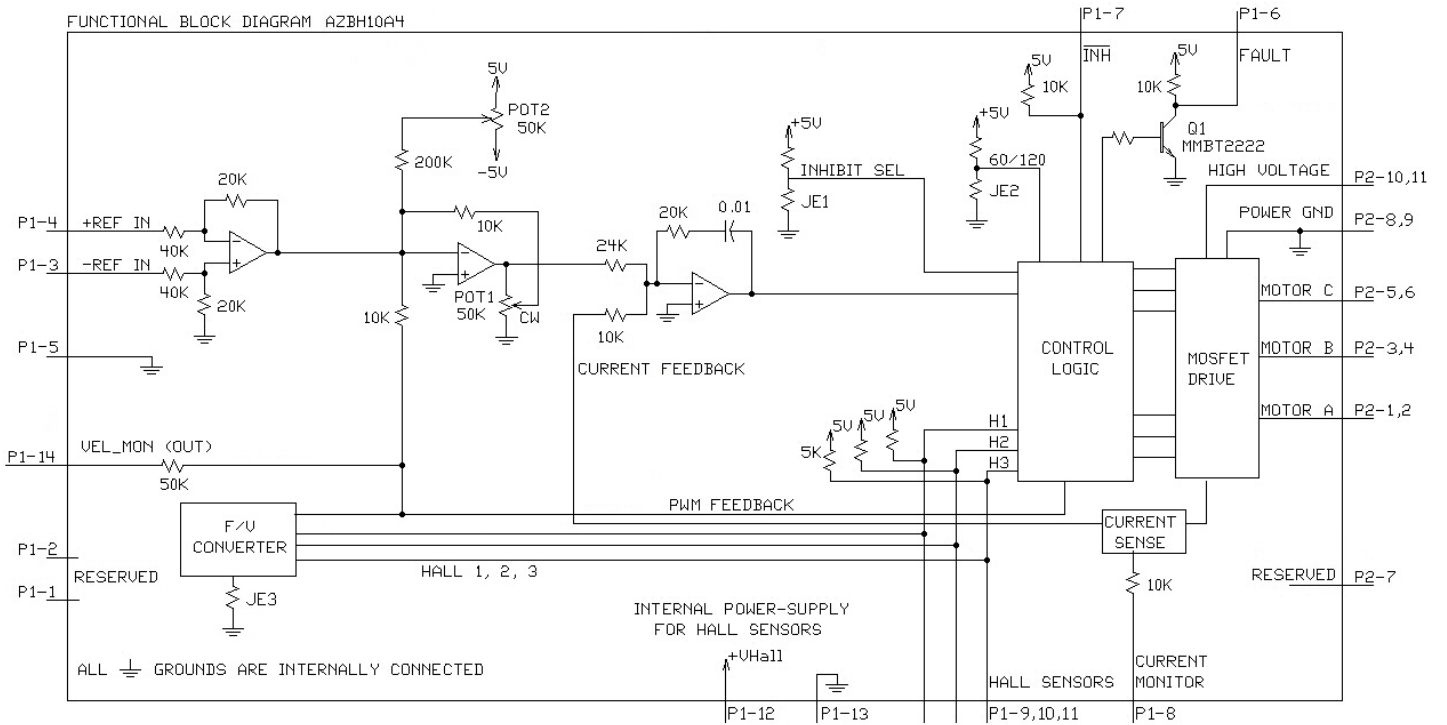 FUNCTIONAL BLOCK DIAGRAM AZBH10A4
P1-7
P1-6
INH
FAULT
5V
10K
5V
10K
Q1
MMBT2222
5V
POT2
50K
-5V
200K
+5V
INHIBIT SEL
JE1
+5V
60/120
JE2
HIGH VOLTAGE
P2-10,11
POWER GND
P2-8,9
20K
P1-4
+REF IN
40K
P1-3
-REF IN
40K
20K
10K
POT1
50K
CW
24K
20K
0.01
10K
10K
CURRENT FEEDBACK
P1-5
CONTROL
LOGIC
MOSFET
DRIVE
MOTOR C
P2-5,6
MOTOR B
P2-3,4
MOTOR A
P2-1,2
5V
5V
5V
5K
H1
H2
H3
P1-14
VEL_MON (OUT)
50K
PWM FEEDBACK
F/V
CONVERTER
HALL 1, 2, 3
JE3
CURRENT
SENSE
10K
P1-2
RESERVED
P1-1
RESERVED
P2-7
INTERNAL POWER-SUPPLY
FOR HALL SENSORS
+VHall
ALL GROUNDS ARE INTERNALLY CONNECTED
HALL SENSORS
CURRENT
MONITOR
P1-12
P1-13
P1-9,10,11
P1-8